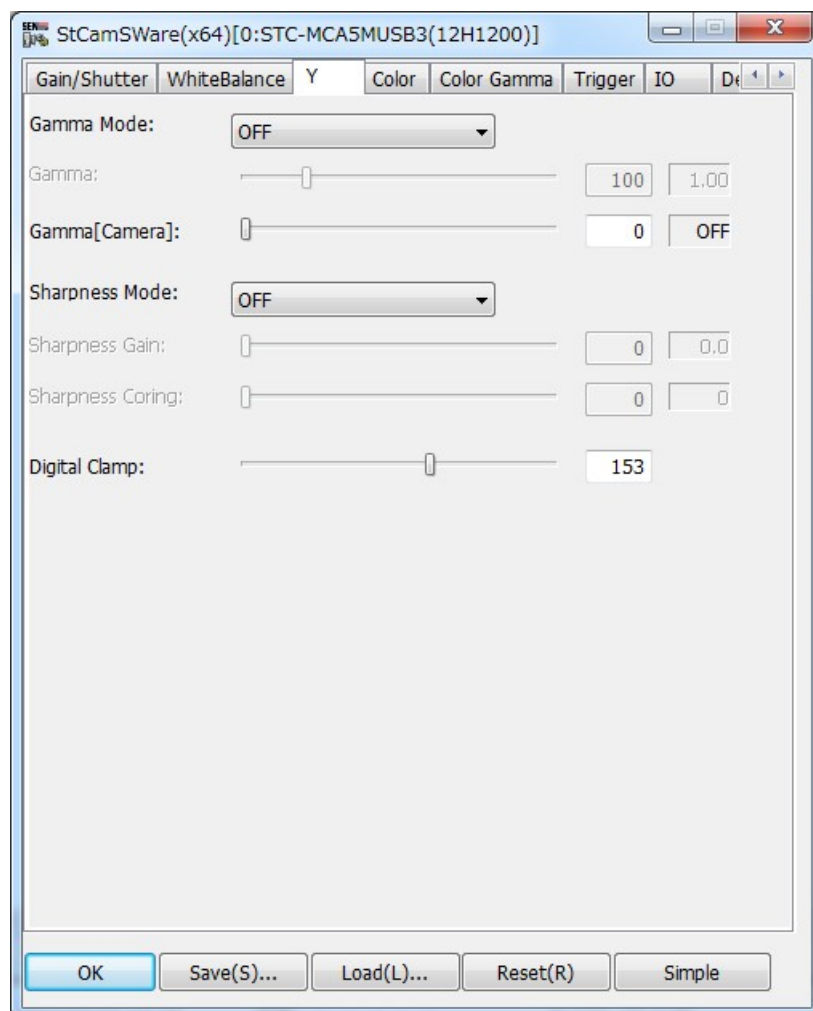 StCamSWare(x64)[0:STC-MCA5MUSB3(12H1200)]
Gain/Shutter WhiteBalance Y Color Color Gamma Trigger IO
Gamma Mode: OFF
Gamma: 100 1.00
Gamma[Camera]: 0 OFF
Sharpness Mode: OFF
Sharpness Gain: 0 0.0
Sharpness Coring: 0 0
Digital Clamp: 153
OK Save(S)... Load(L)... Reset(R) Simple